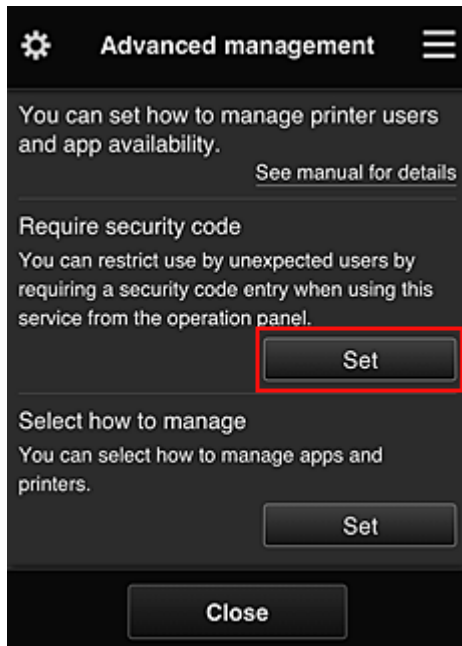 Advanced management
You can set how to manage printer users
and app availability.
See manual for details
Require security code
You can restrict use by unexpected users by
requiring a security code entry when using this
service from the operation panel.
Set
Select how to manage
You can select how to manage apps and
printers.
Set
Close